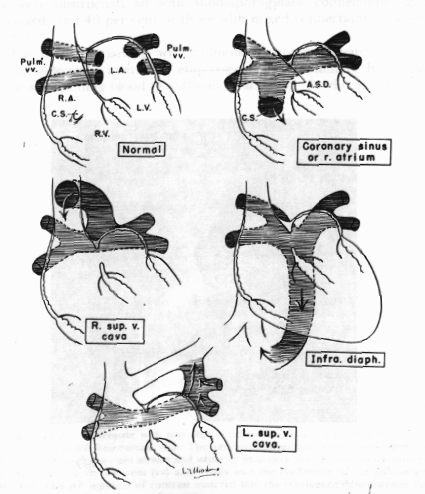 Pulm. vv.
L.A.
Pulm. vv.
R.A.
L.V.
C.S.
R.V.
Normal
A.S.D.
C.S.
Coronary sinus
or r. atrium
R. sup. v.
cava
Infra. diaph.
L. sup. v.
cava.